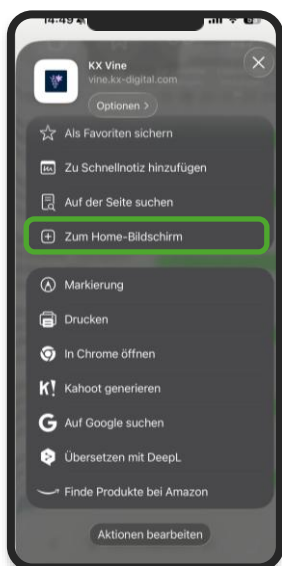 14:49
KX Vine
vine.kx-digital.com
Optionen >
Als Favoriten sichern
Zu Schnellnotiz hinzufügen
Auf der Seite suchen
Zum Home-Bildschirm
Markierung
Drucken
In Chrome öffnen
K! Kahoot generieren
G Auf Google suchen
Übersetzen mit DeepL
Finde Produkte bei Amazon
Aktionen bearbeiten